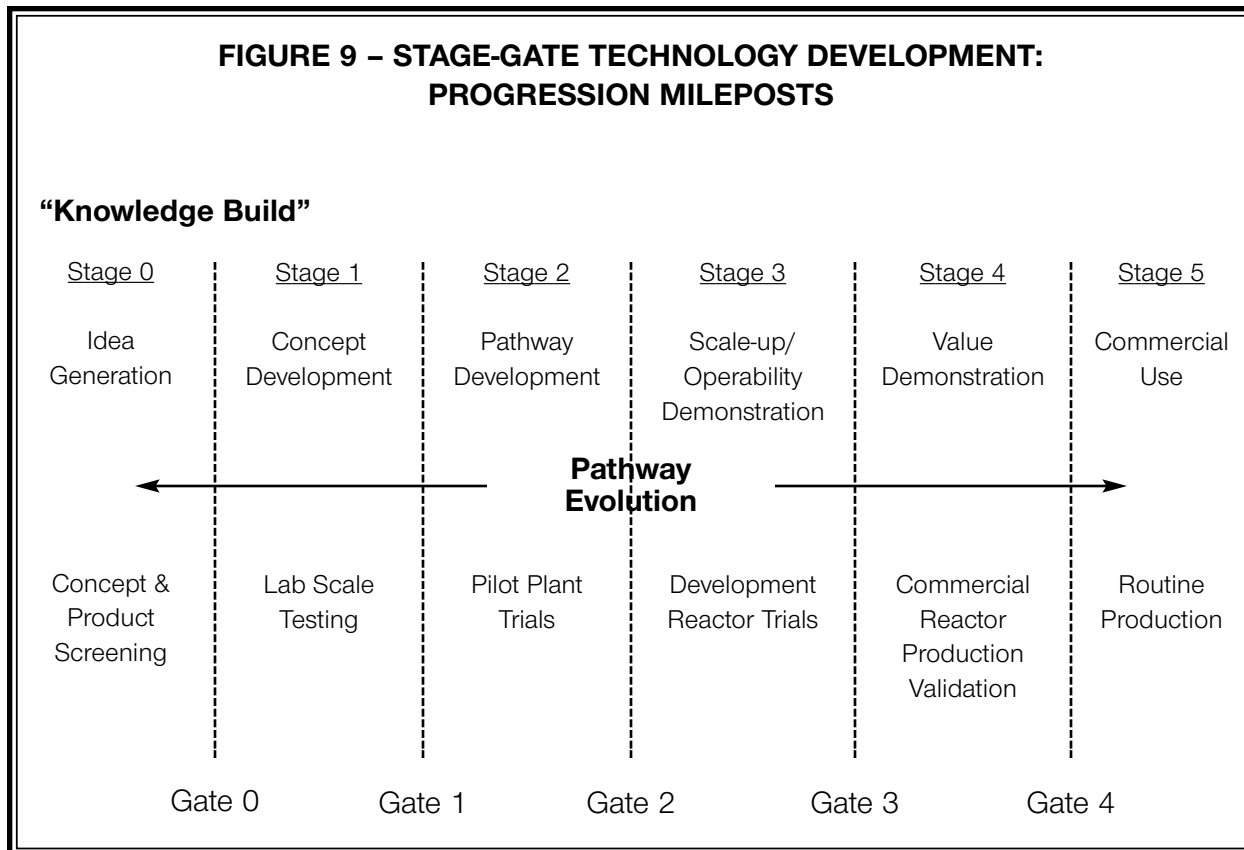 FIGURE 9 – STAGE-GATE TECHNOLOGY DEVELOPMENT:
PROGRESSION MILEPOSTS
“Knowledge Build”
Stage 0
Idea
Generation
Stage 1
Concept
Development
Stage 2
Pathway
Development
Stage 3
Scale-up/
Operability
Demonstration
Stage 4
Value
Demonstration
Stage 5
Commercial
Use
Pathway
Evolution
Concept &
Product
Screening
Lab Scale
Testing
Pilot Plant
Trials
Development
Reactor Trials
Commercial
Reactor
Production
Validation
Routine
Production
Gate 0
Gate 1
Gate 2
Gate 3
Gate 4